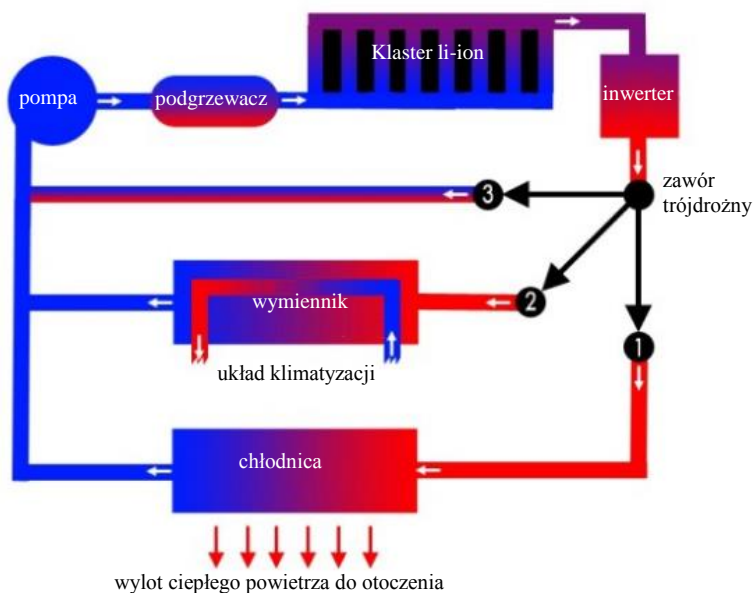 Klaster li-ion
pompa
podgrzewacz
inwerter
zawór
trójdrożny
3
2
wymiennik
1
układ klimatyzacji
chłodnica
wylot ciepłego powietrza do otoczenia